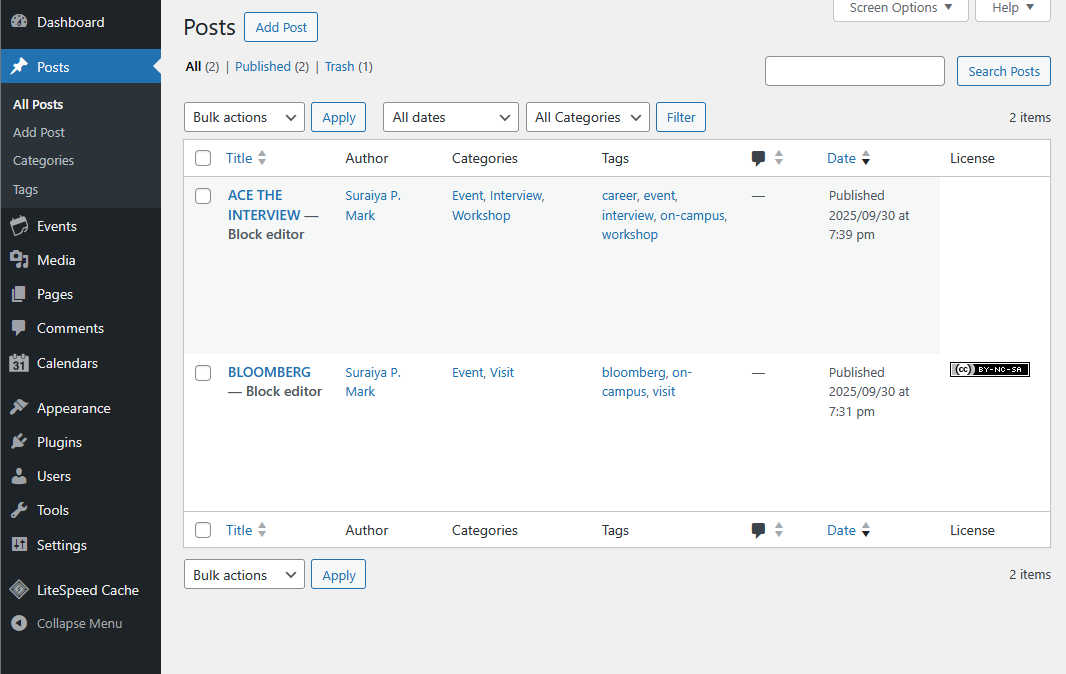 Dashboard
Posts
All Posts
Add Post
Categories
Tags
Events
Media
Pages
Comments
31 Calendars
Appearance
Plugins
Users
Tools
Settings
LiteSpeed Cache
Collapse Menu
Screen Options ▼ Help ▼
Posts Add Post
All (2) | Published (2) | Trash (1)
Search Posts
Bulk actions Apply All dates All Categories Filter 2 items
Title Author Categories Tags Date License
ACE THE Suraiya P. Event, Interview, career, event, — Published
INTERVIEW — Mark Workshop interview, on-campus, 2025/09/30 at
Block editor workshop 7:39 pm
BLOOMBERG Suraiya P. Event, Visit bloomberg, on- — Published cc BY-NC-SA
— Block editor Mark campus, visit 2025/09/30 at
7:31 pm
Title Author Categories Tags Date License
Bulk actions Apply 2 items